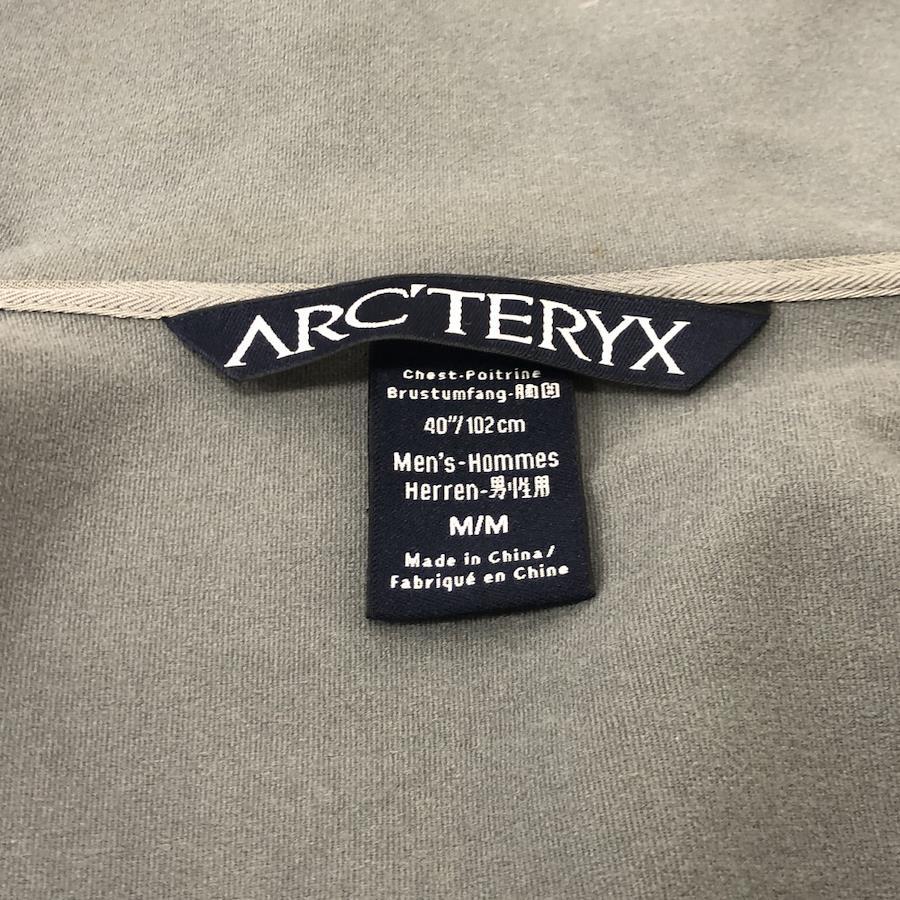 ARC'TERYX
Chest-Poitrine
Brustumfang-胸囲
40"/102cm
Men's-Hommes
Herren-男性用
M/M
Made in China/
Fabriqué en Chine